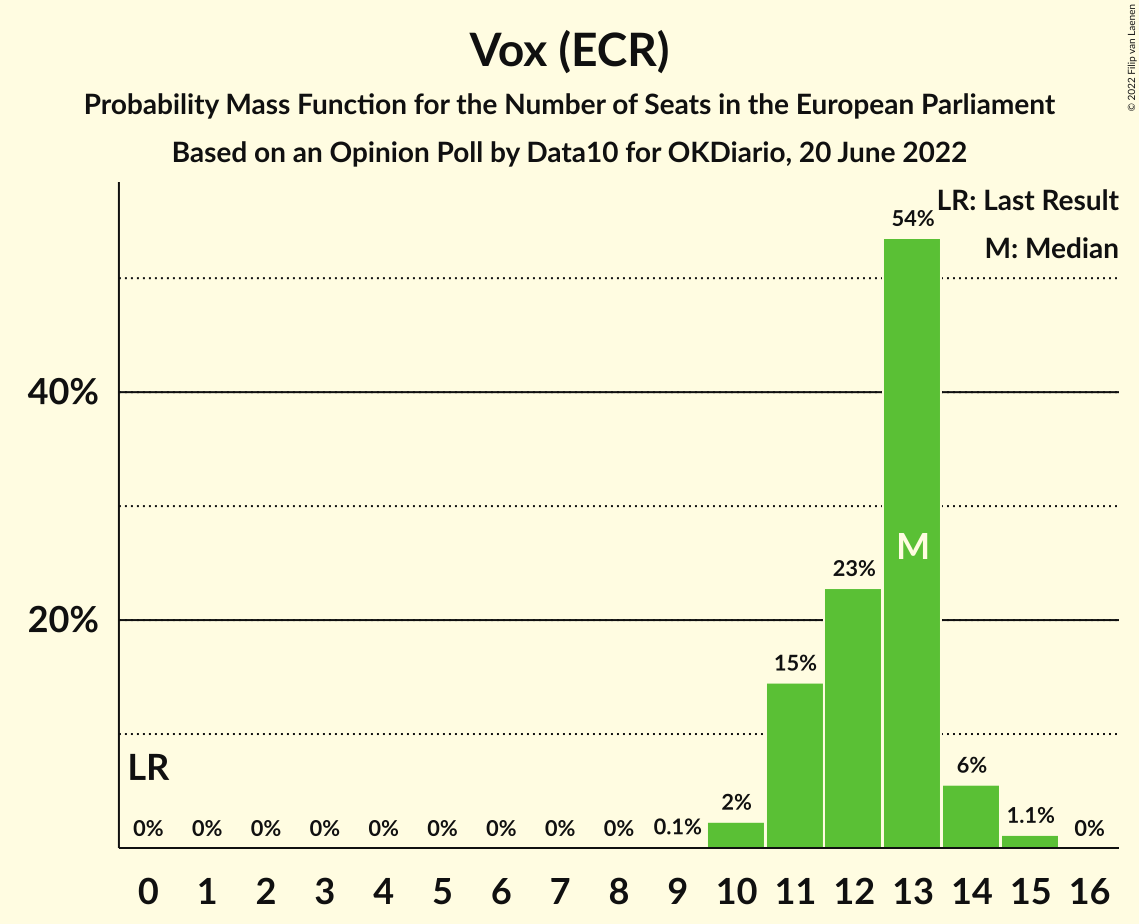 Vox (ECR)
Probability Mass Function for the Number of Seats in the European Parliament
Based on an Opinion Poll by Data10 for OKDiario, 20 June 2022
© 2022 Filip van Laenen
LR: Last Result
M: Median
40%
20%
LR
M
0% 0% 0% 0% 0% 0% 0% 0% 0% 0.1% 2% 15% 23% 54% 6% 1.1% 0%
0 1 2 3 4 5 6 7 8 9 10 11 12 13 14 15 16